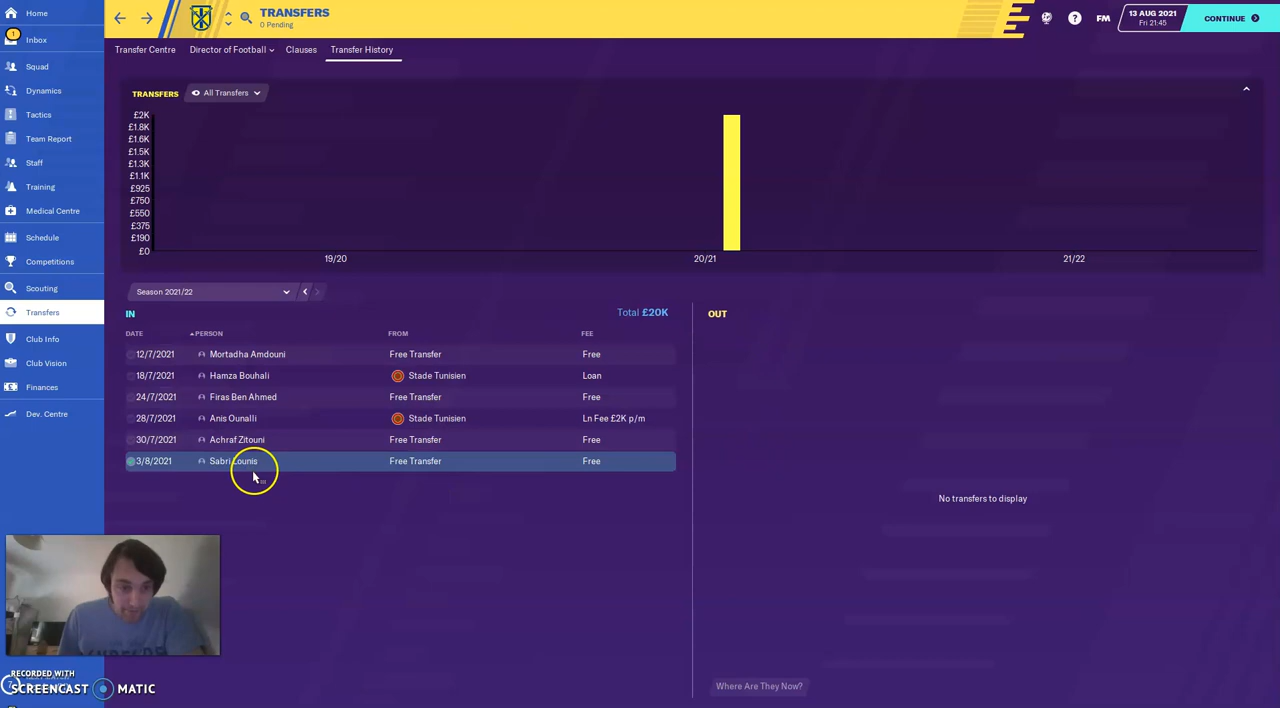 Home
1
Inbox
Squad
Dynamics
Tactics
Team Report
Staff
Training
Medical Centre
Schedule
Competitions
Scouting
Transfers
Club Info
Club Vision
Finances
Dev. Centre
TRANSFERS
0 Pending
? FM
13 AUG 2021
Fri 21:45
CONTINUE
Transfer Centre Director of Football Clauses Transfer History
TRANSFERS All Transfers
£2K
£1.8K
£1.6K
£1.5K
£1.3K
£1.1K
£925
£750
£550
£375
£190
£0
19/20 20/21 21/22
Season 2021/22
IN Total £20K
DATE PERSON FROM FEE
12/7/2021 Mortadha Amdouni Free Transfer Free
18/7/2021 Hamza Bouhali Stade Tunisien Loan
24/7/2021 Firas Ben Ahmed Free Transfer Free
28/7/2021 Anis Ounalli Stade Tunisien Ln Fee £2K p/m
30/7/2021 Achraf Zitouni Free Transfer Free
3/8/2021 Sabri Lounis Free Transfer Free
OUT
No transfers to display
Where Are They Now?
RECORDED WITH
SCREENCAST MATIC